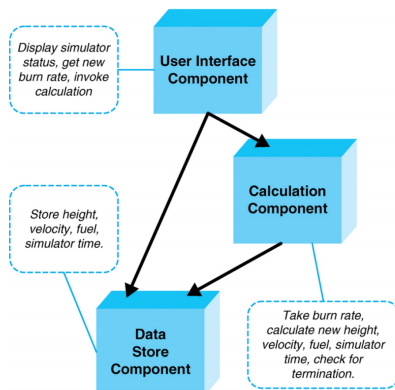 Display simulator
status, get new
burn rate, invoke
calculation
User Interface
Component
Calculation
Component
Store height,
velocity, fuel,
simulator time.
Data
Store
Component
Take burn rate,
calculate new height,
velocity, fuel, simulator
time, check for
termination.